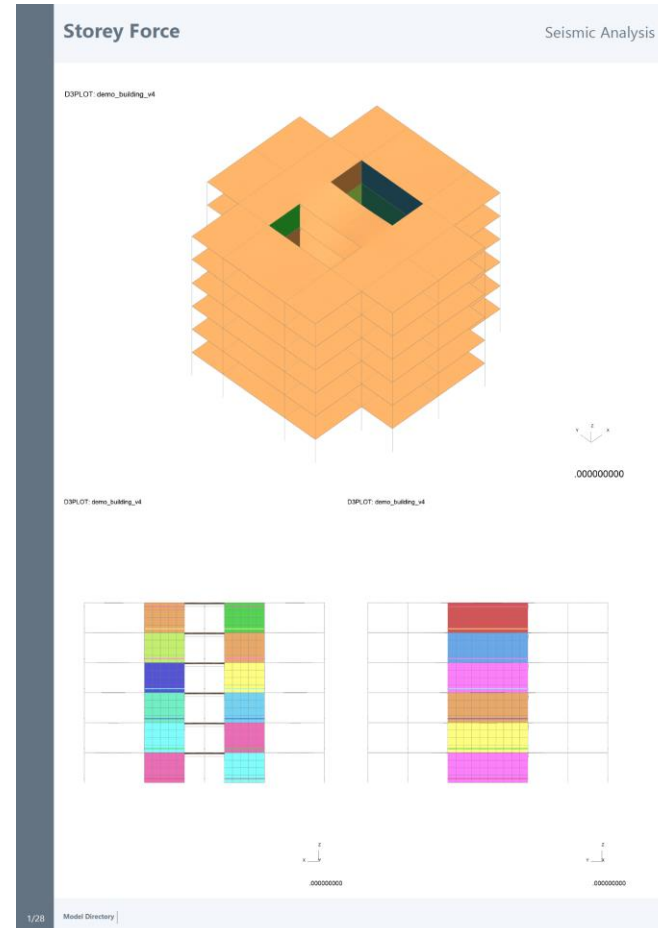 Storey Force
Seismic Analysis
D3PLOT: demo_building_v4
Z
Y X
.000000000
D3PLOT: demo_building_v4
D3PLOT: demo_building_v4
Z
X Y
.000000000
Z
Y X
.000000000
1/28
Model Directory